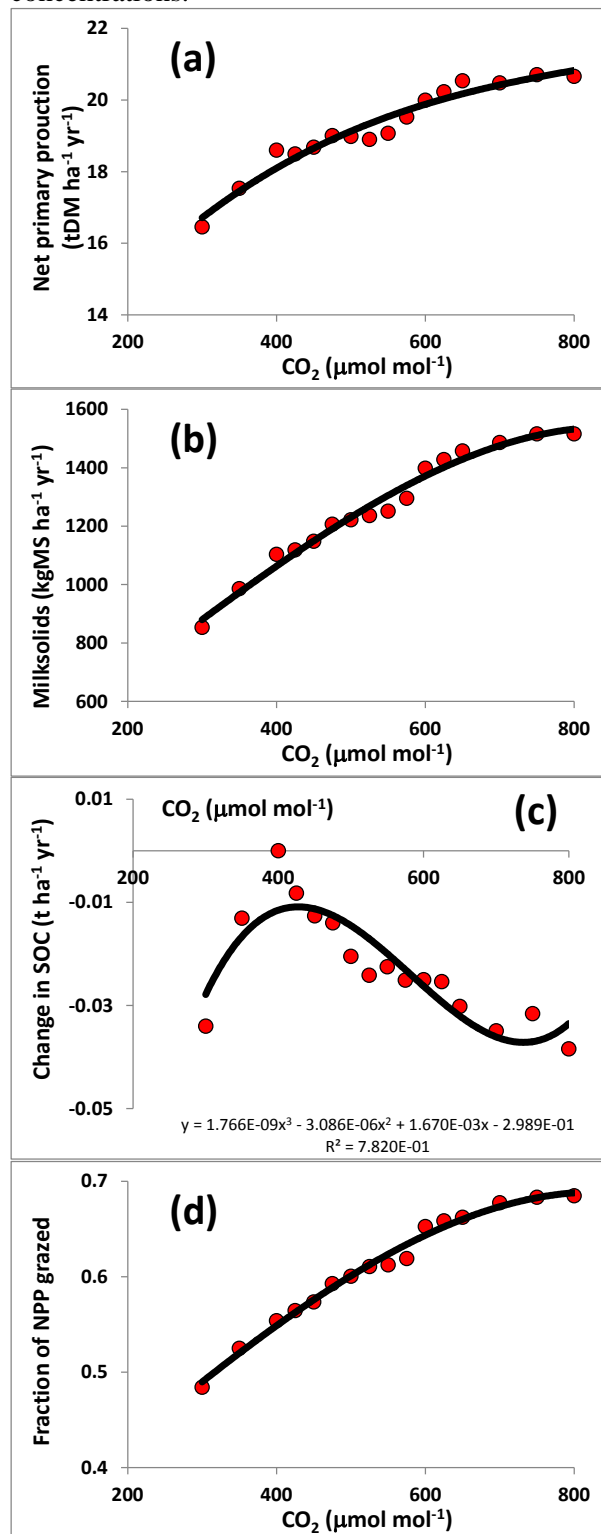 concentrations.
(a)
Net primary proution
(tDM ha⁻¹ yr⁻¹)
22
20
18
16
14
200 400 600 800
CO₂ (μmol mol⁻¹)
(b)
Milksolids (kgMS ha⁻¹ yr⁻¹)
1600
1400
1200
1000
800
600
200 400 600 800
CO₂ (μmol mol⁻¹)
(c)
CO₂ (μmol mol⁻¹)
Change in SOC (t ha⁻¹ yr⁻¹)
0.01
200 400 600 800
-0.01
-0.03
-0.05
y = 1.766E-09x³ - 3.086E-06x² + 1.670E-03x - 2.989E-01
R² = 7.820E-01
(d)
Fraction of NPP grazed
0.7
0.6
0.5
0.4
200 400 600 800
CO₂ (μmol mol⁻¹)